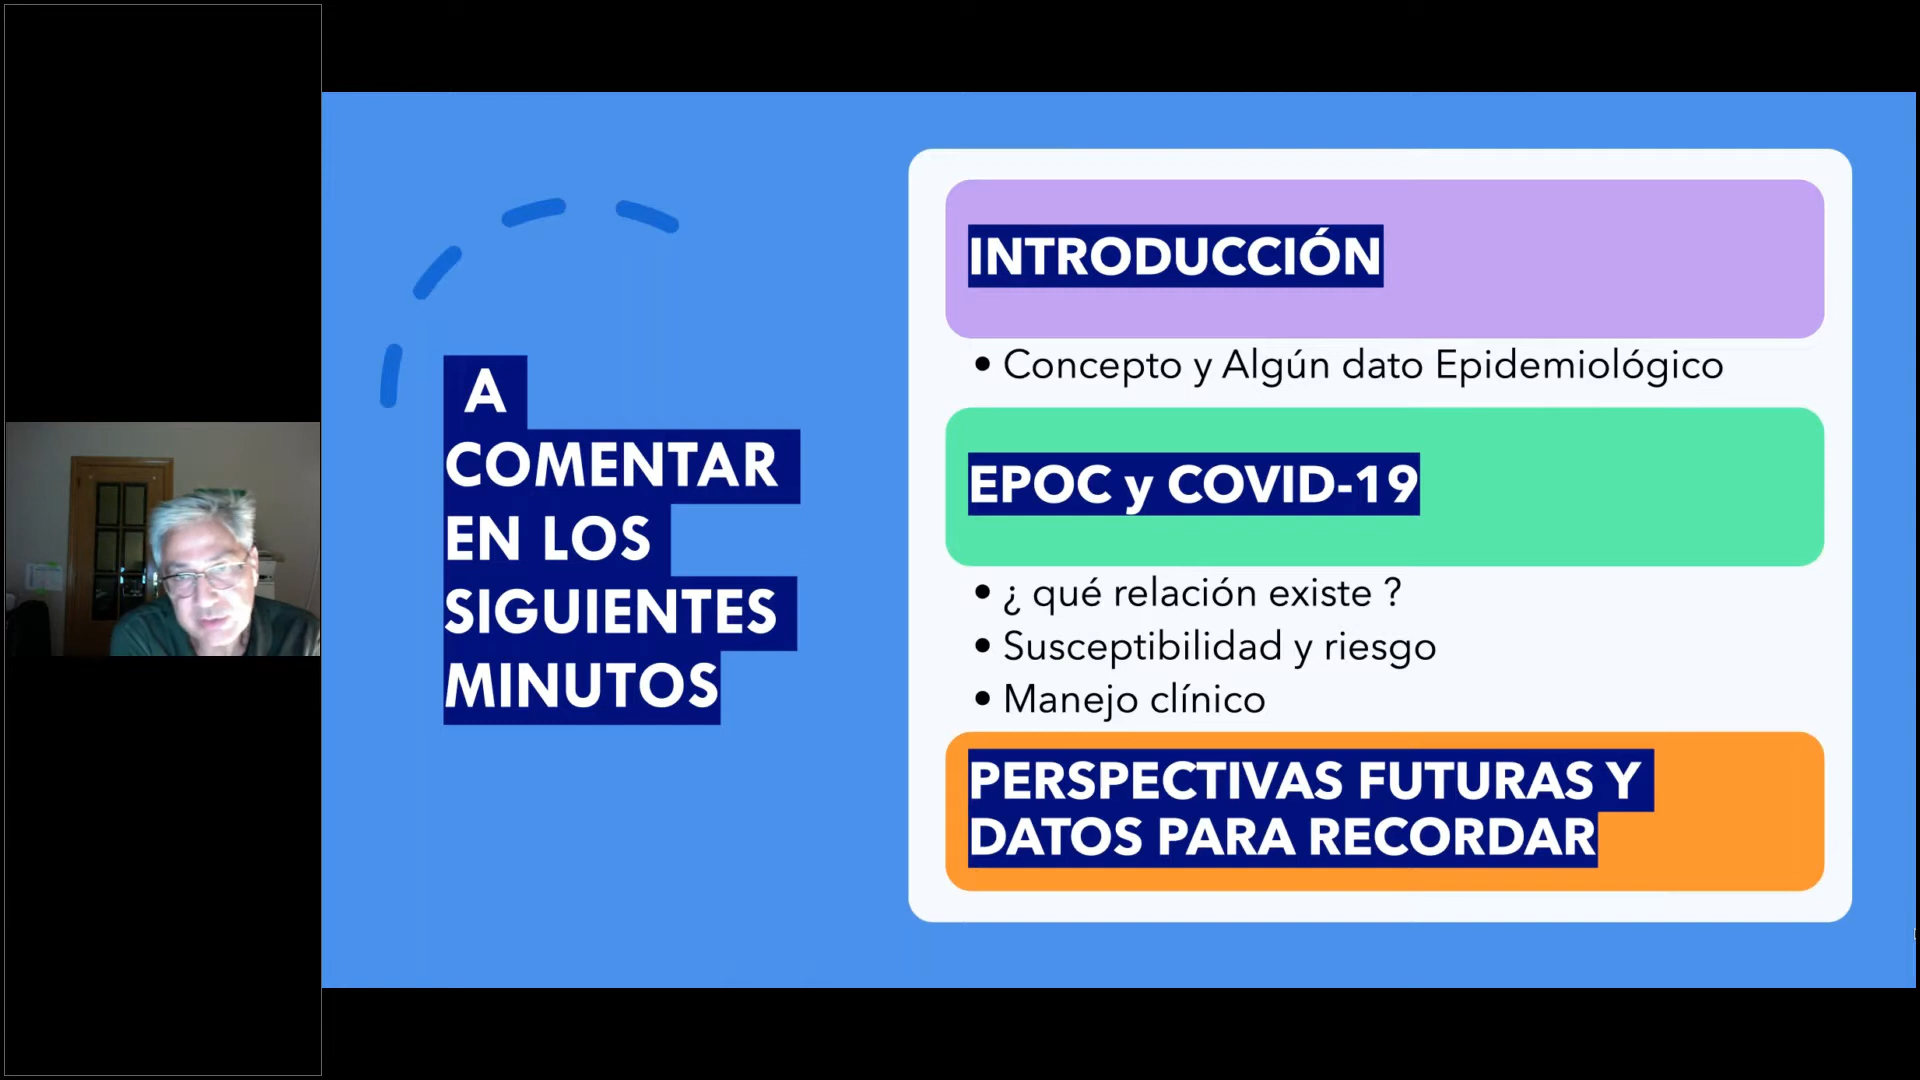 A
COMENTAR
EN LOS
SIGUIENTES
MINUTOS
INTRODUCCIÓN
• Concepto y Algún dato Epidemiológico
EPOC y COVID-19
• ¿ qué relación existe ?
• Susceptibilidad y riesgo
• Manejo clínico
PERSPECTIVAS FUTURAS Y
DATOS PARA RECORDAR